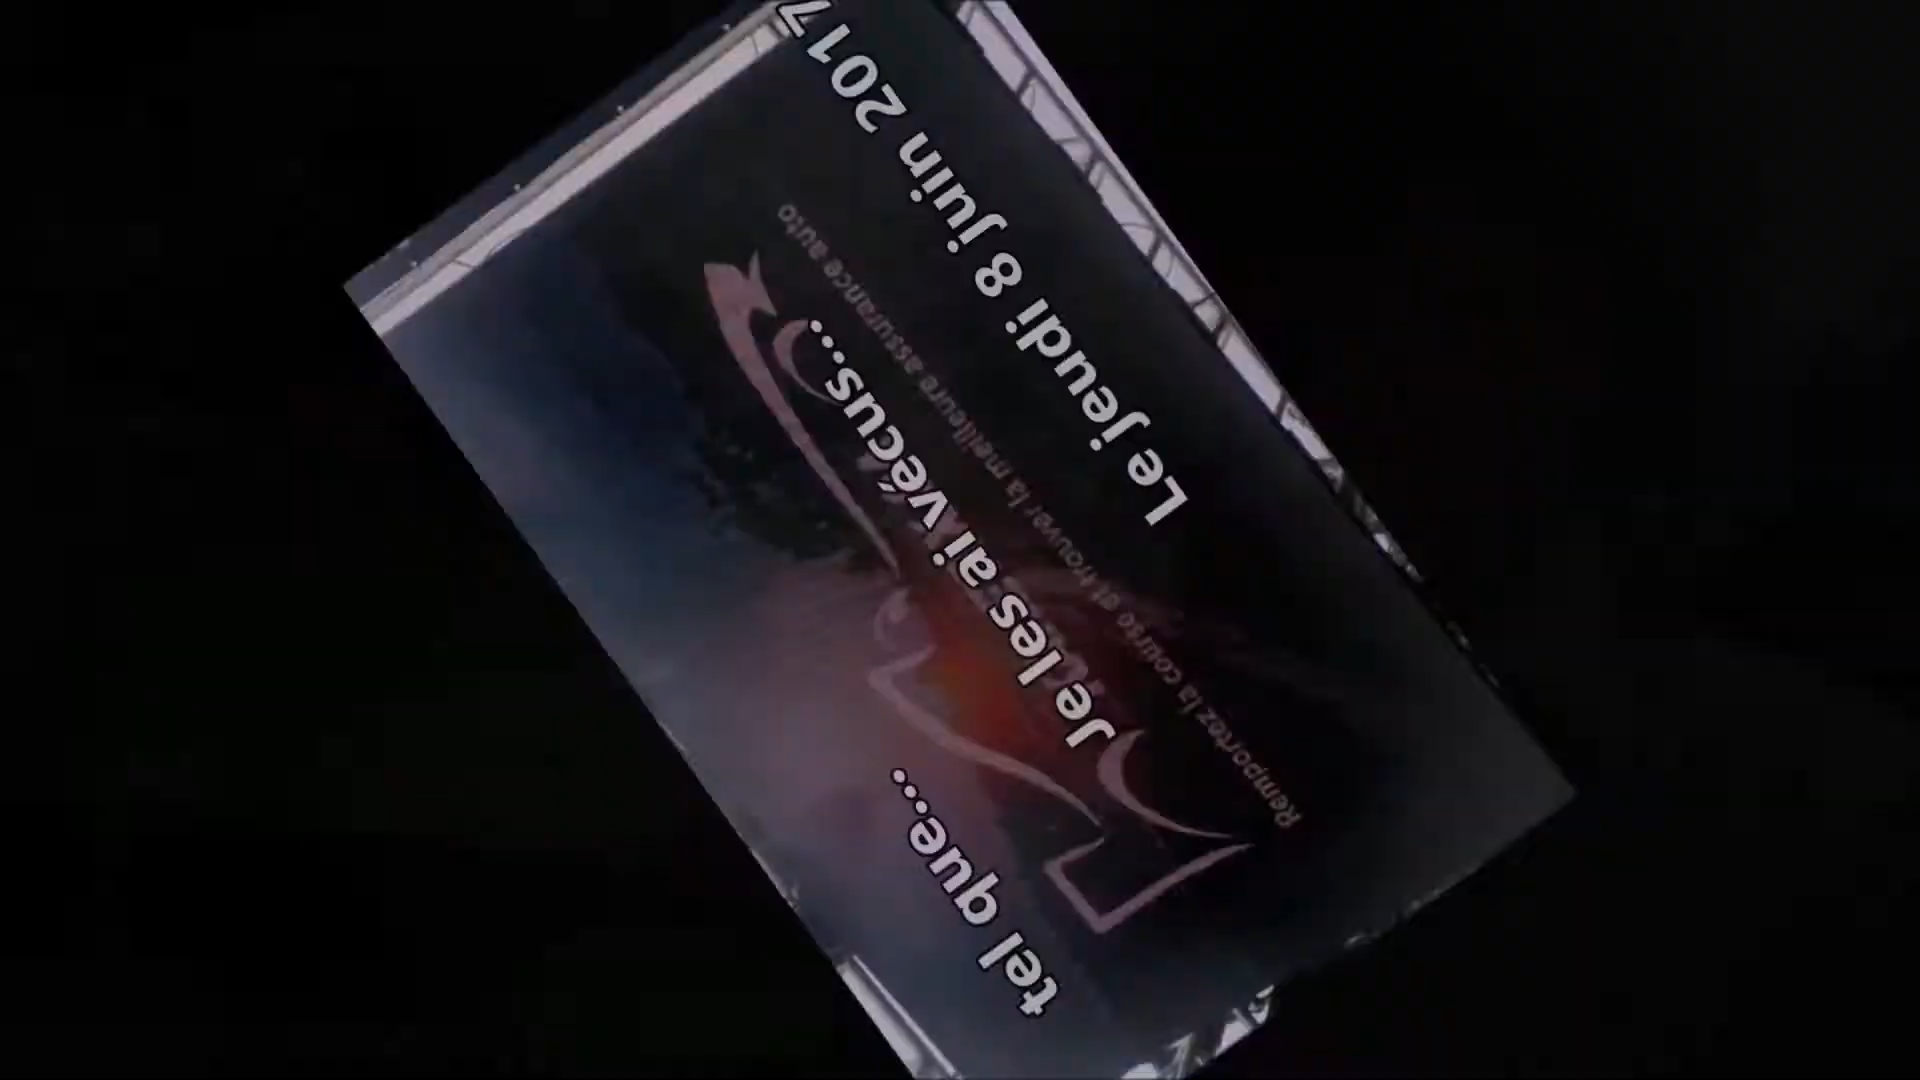 tel que...
Je les ai vécus...
Remportez la course et trouver la meilleure assurance auto
Le jeudi 8 juin 2017